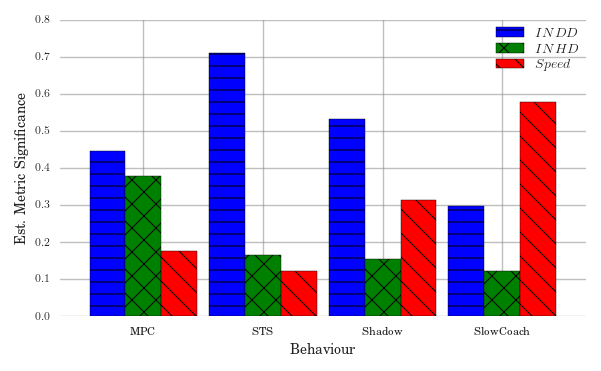 0.8
0.7
0.6
0.5
0.4
0.3
0.2
0.1
0.0
Est. Metric Significance
INDD
INHD
Speed
MPC STS Shadow SlowCoach
Behaviour